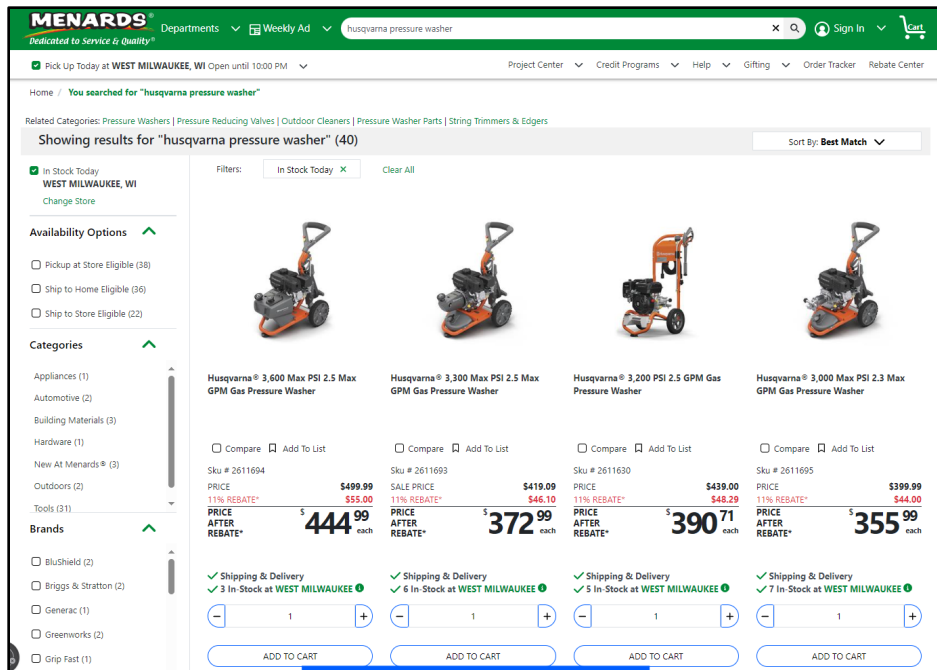 MENARDS®
Dedicated to Service & Quality®
Departments
Weekly Ad
husqvarna pressure washer
Sign In
Cart
Pick Up Today at WEST MILWAUKEE, WI Open until 10:00 PM
Project Center
Credit Programs
Help
Gifting
Order Tracker
Rebate Center
Home / You searched for "husqvarna pressure washer"
Related Categories: Pressure Washers | Pressure Reducing Valves | Outdoor Cleaners | Pressure Washer Parts | String Trimmers & Edgers
Showing results for "husqvarna pressure washer" (40)
Sort By: Best Match
In Stock Today
WEST MILWAUKEE, WI
Change Store
Availability Options
Pickup at Store Eligible (38)
Ship to Home Eligible (36)
Ship to Store Eligible (22)
Categories
Appliances (1)
Automotive (2)
Building Materials (3)
Hardware (1)
New At Menards® (3)
Outdoors (2)
Tools (31)
Brands
BluShield (2)
Briggs & Stratton (2)
Generac (1)
Greenworks (2)
Grip Fast (1)
Filters:
In Stock Today ×
Clear All
Husqvarna® 3,600 Max PSI 2.5 Max
GPM Gas Pressure Washer
Compare
Add To List
Sku # 2611694
PRICE $499.99
11% REBATE* $55.00
PRICE AFTER REBATE* $444.99 each
Shipping & Delivery
3 In-Stock at WEST MILWAUKEE
− 1 +
ADD TO CART
Husqvarna® 3,300 Max PSI 2.5 Max
GPM Gas Pressure Washer
Compare
Add To List
Sku # 2611693
SALE PRICE $419.09
11% REBATE* $46.10
PRICE AFTER REBATE* $372.99 each
Shipping & Delivery
6 In-Stock at WEST MILWAUKEE
− 1 +
ADD TO CART
Husqvarna® 3,200 PSI 2.5 GPM Gas
Pressure Washer
Compare
Add To List
Sku # 2611630
PRICE $439.00
11% REBATE* $48.29
PRICE AFTER REBATE* $390.71 each
Shipping & Delivery
5 In-Stock at WEST MILWAUKEE
− 1 +
ADD TO CART
Husqvarna® 3,000 Max PSI 2.3 Max
GPM Gas Pressure Washer
Compare
Add To List
Sku # 2611695
PRICE $399.99
11% REBATE* $44.00
PRICE AFTER REBATE* $355.99 each
Shipping & Delivery
7 In-Stock at WEST MILWAUKEE
− 1 +
ADD TO CART